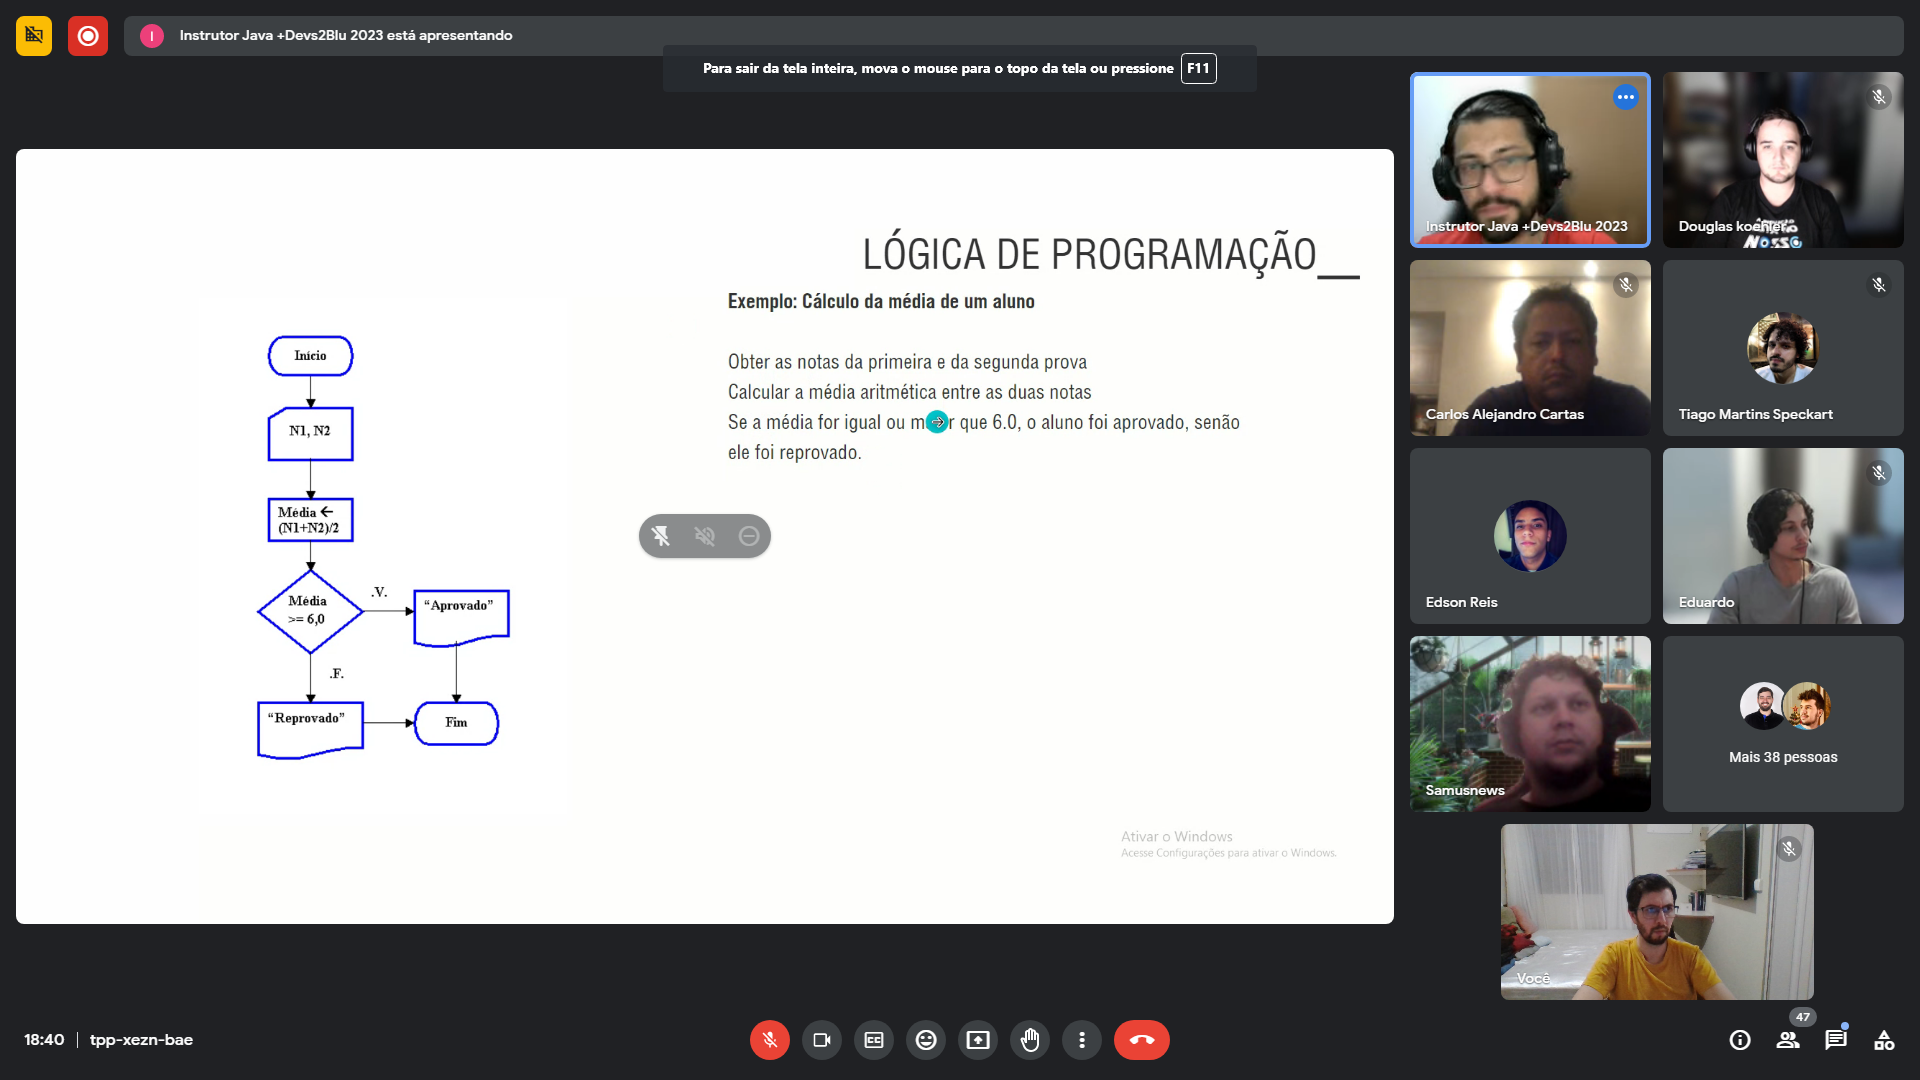 Instrutor Java +Devs2Blu 2023 está apresentando
Para sair da tela inteira, mova o mouse para o topo da tela ou pressione F11
LÓGICA DE PROGRAMAÇÃO__
Exemplo: Cálculo da média de um aluno
Obter as notas da primeira e da segunda prova
Calcular a média aritmética entre as duas notas
Se a média for igual ou que 6.0, o aluno foi aprovado, senão
ele foi reprovado.
Início
N1, N2
Média ←
(N1+N2)/2
Média
>= 6,0
.V.
“Aprovado”
.F.
“Reprovado”
Fim
Ativar o Windows
Acesse Configurações para ativar o Windows.
I
Instrutor Java +Devs2Blu 2023
Douglas koehler
NOSSO
Carlos Alejandro Cartas
Tiago Martins Speckart
Edson Reis
Eduardo
Samusnews
Mais 38 pessoas
Você
18:40 | tpp-xezn-bae
CC
47